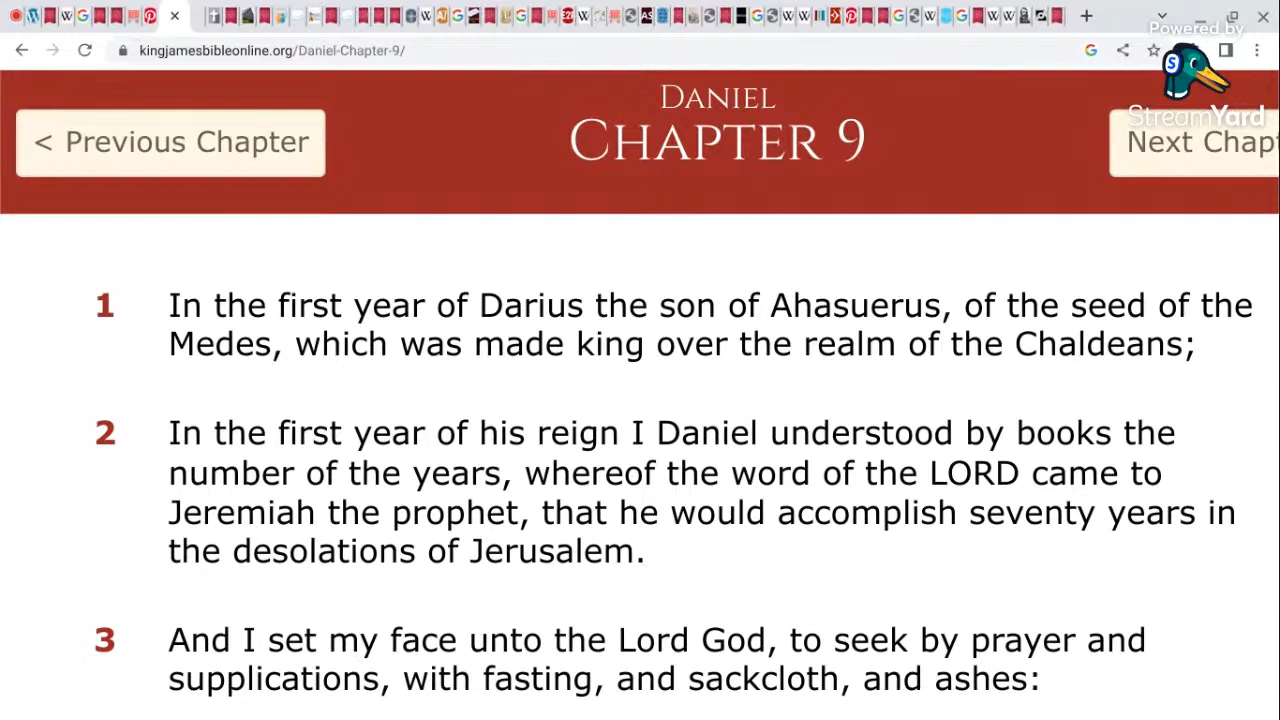 Powered by
kingjamesbibleonline.org/Daniel-Chapter-9/
StreamYard
DANIEL
< Previous Chapter
CHAPTER 9
Next Chapt
1 In the first year of Darius the son of Ahasuerus, of the seed of the
Medes, which was made king over the realm of the Chaldeans;
2 In the first year of his reign I Daniel understood by books the
number of the years, whereof the word of the LORD came to
Jeremiah the prophet, that he would accomplish seventy years in
the desolations of Jerusalem.
3 And I set my face unto the Lord God, to seek by prayer and
supplications, with fasting, and sackcloth, and ashes: